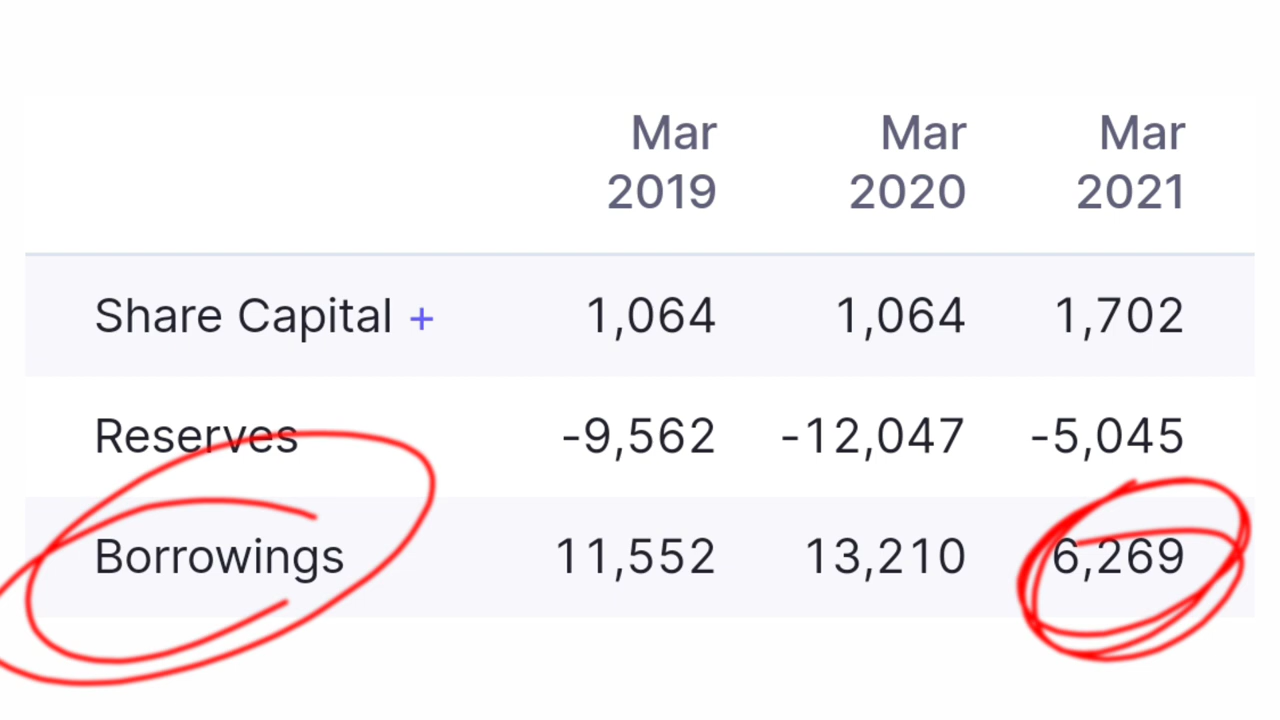 Mar Mar Mar
2019 2020 2021
Share Capital + 1,064 1,064 1,702
Reserves -9,562 -12,047 -5,045
Borrowings 11,552 13,210 6,269